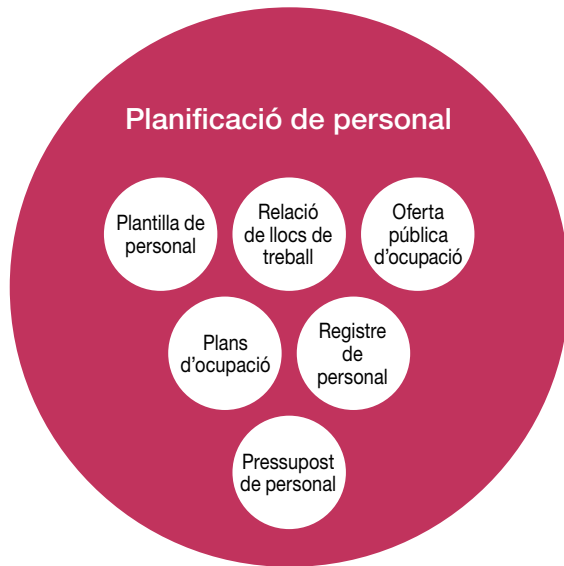 Planificació de personal
Plantilla de
personal
Relació
de llocs de
treball
Oferta
pública
d'ocupació
Plans
d'ocupació
Registre
de
personal
Pressupost
de personal